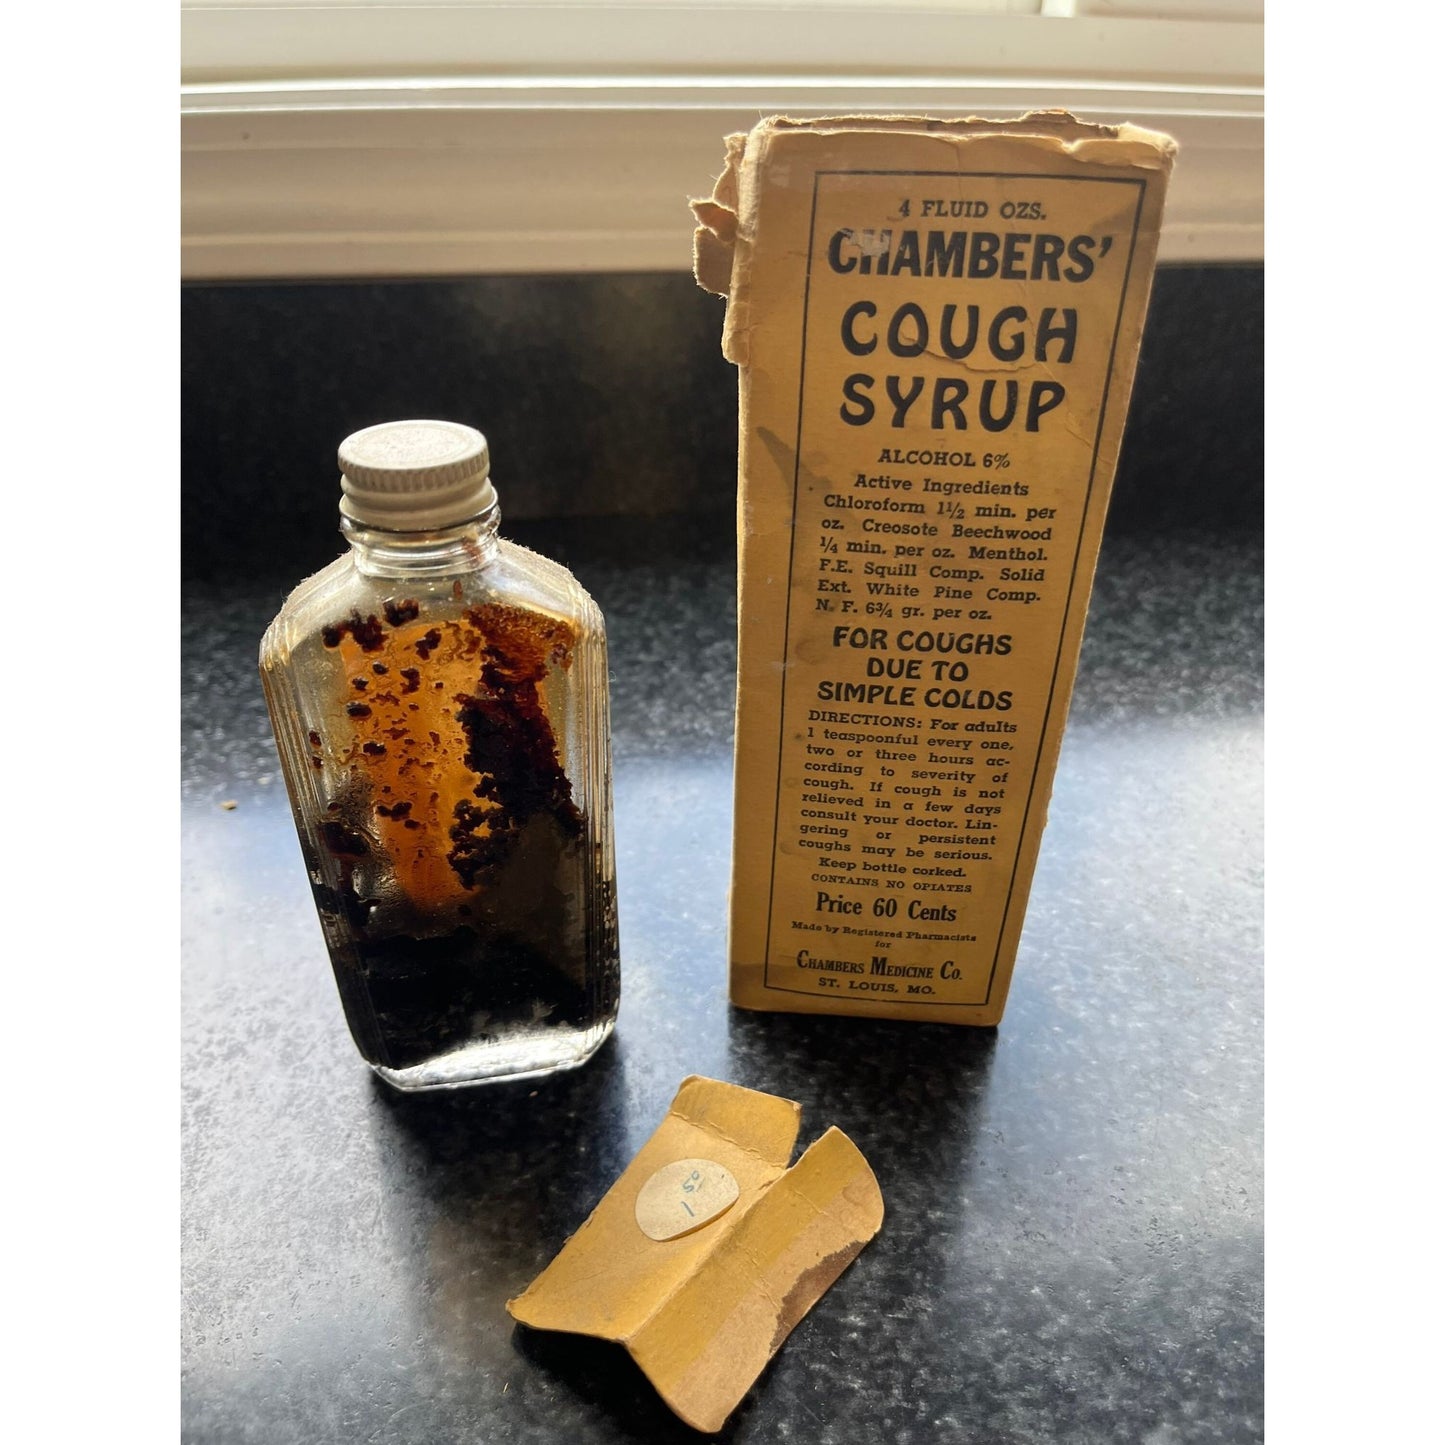 4 FLUID OZS.
CHAMBERS'
COUGH
SYRUP
ALCOHOL 6%
Active Ingredients
Chloroform 1½ min. per
oz. Creosote Beechwood
¼ min. per oz. Menthol.
F.E. Squill Comp. Solid
Ext. White Pine Comp.
N. F. 6¾ gr. per oz.
FOR COUGHS
DUE TO
SIMPLE COLDS
DIRECTIONS: For adults
1 teaspoonful every one,
two or three hours ac-
cording to severity of
cough. If cough is not
relieved in a few days
consult your doctor. Lin-
gering or persistent
coughs may be serious.
Keep bottle corked.
CONTAINS NO OPIATES
Price 60 Cents
Made by Registered Pharmacists
for
CHAMBERS MEDICINE CO.
ST. LOUIS, MO.